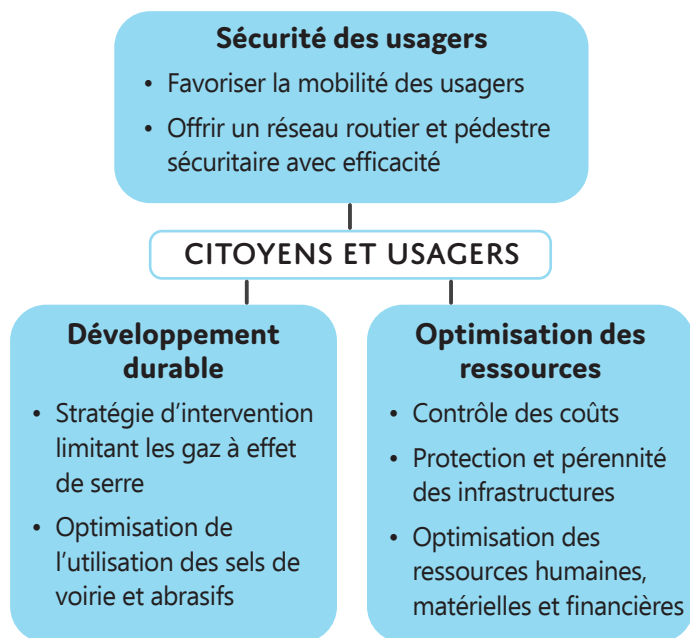 Sécurité des usagers
• Favoriser la mobilité des usagers
• Offrir un réseau routier et pédestre
sécuritaire avec efficacité
CITOYENS ET USAGERS
Développement
durable
• Stratégie d'intervention
limitant les gaz à effet
de serre
• Optimisation de
l'utilisation des sels de
voirie et abrasifs
Optimisation des
ressources
• Contrôle des coûts
• Protection et pérennité
des infrastructures
• Optimisation des
ressources humaines,
matérielles et financières